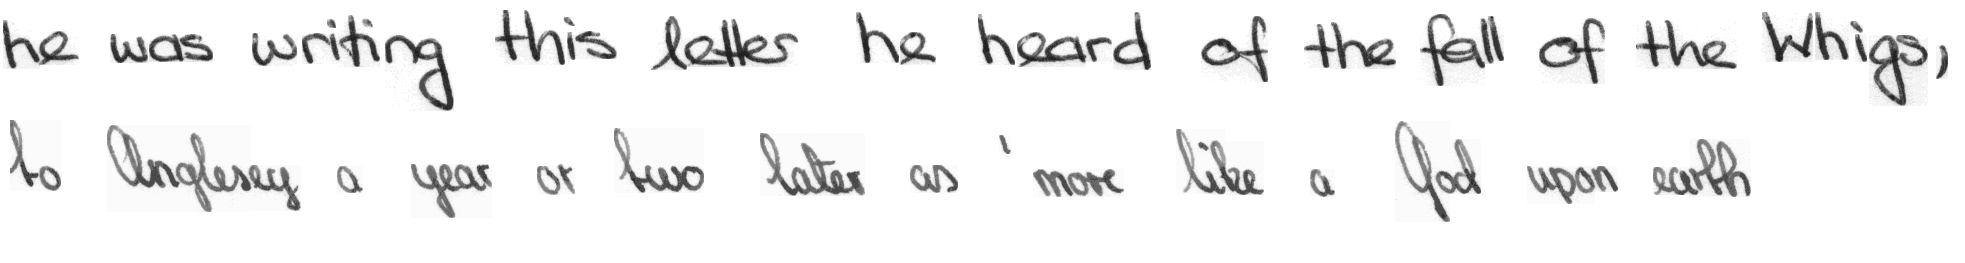 he was writing this letter he heard of the fall of the Whigs,
to Anglesey a year or two later as 'more like a God upon earth